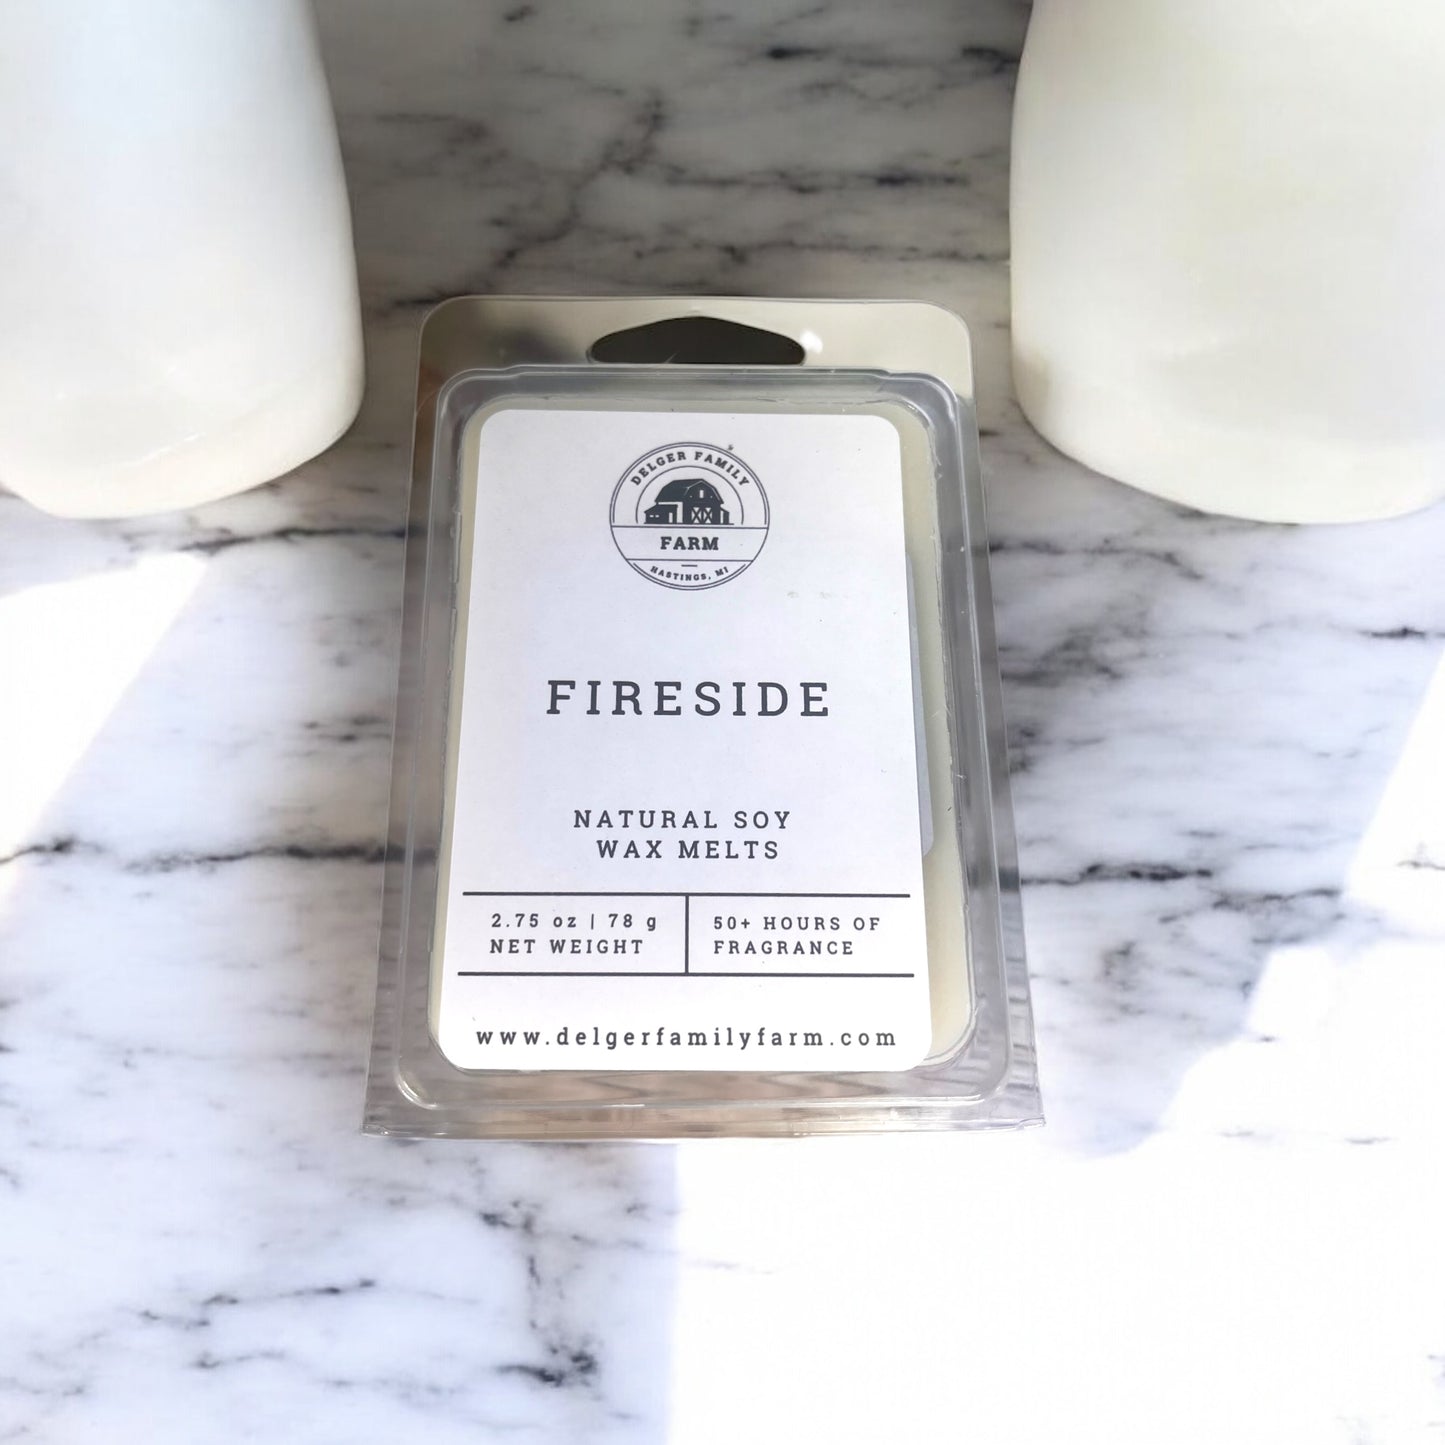 DELGER FAMILY
FARM
HASTINGS, MI
FIRESIDE
NATURAL SOY
WAX MELTS
2.75 oz | 78 g
NET WEIGHT
50+ HOURS OF
FRAGRANCE
www.delgerfamilyfarm.com